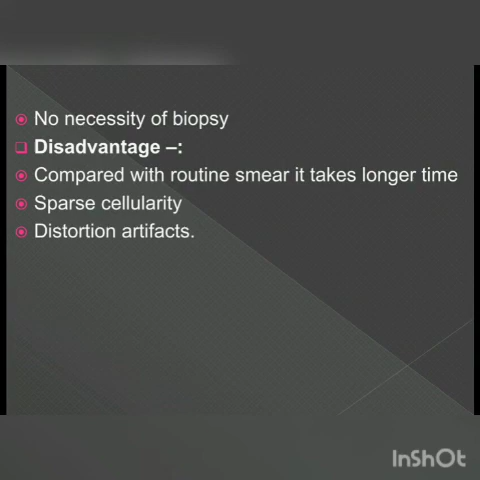 No necessity of biopsy
Disadvantage –:
Compared with routine smear it takes longer time
Sparse cellularity
Distortion artifacts.
InShOt